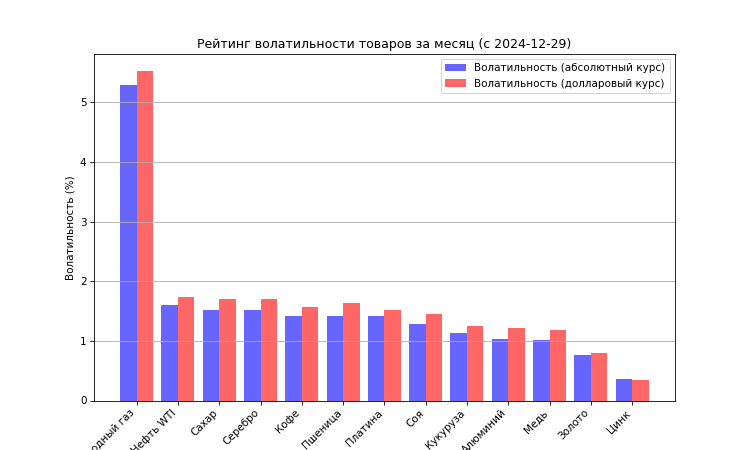 Рейтинг волатильности товаров за месяц (с 2024-12-29)
Волатильность (абсолютный курс)
Волатильность (долларовый курс)
Волатильность (%)
5
4
3
2
1
0
одный газ
Нефть WTI
Сахар
Серебро
Кофе
Пшеница
Платина
Соя
Кукуруза
Алюминий
Медь
Золото
Цинк